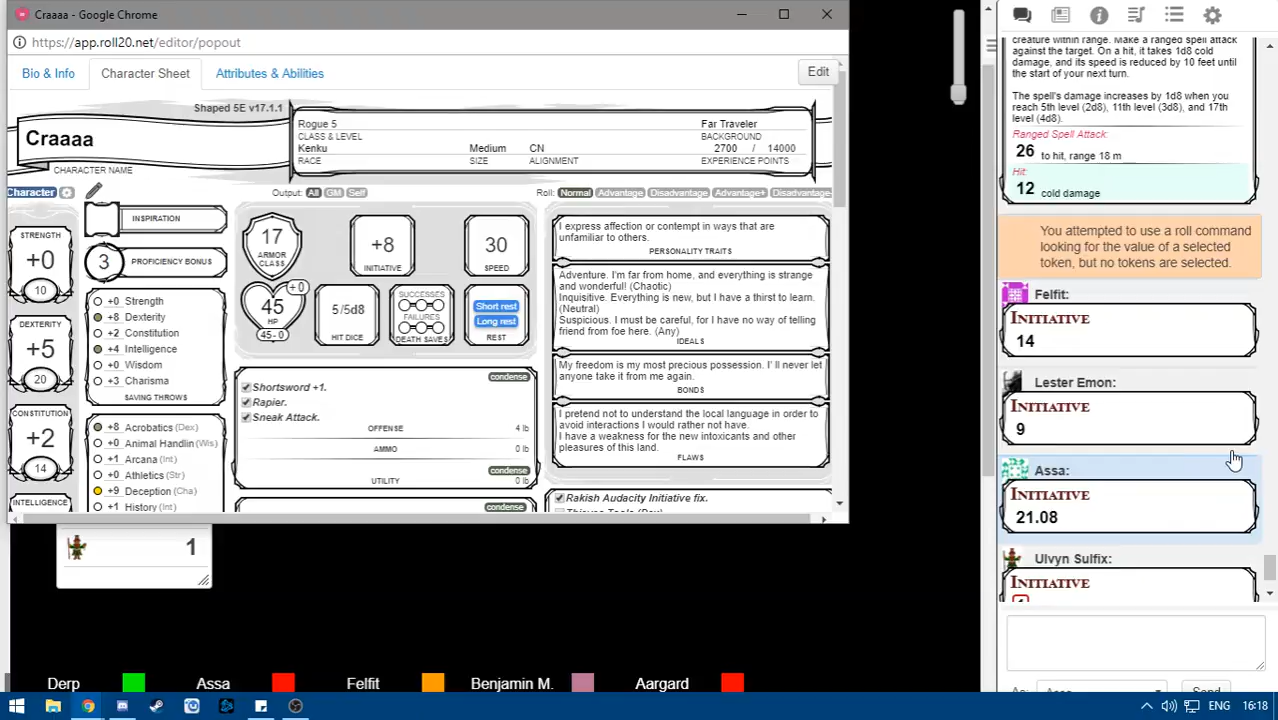 Craaaa - Google Chrome
https://app.roll20.net/editor/popout
Bio & Info
Character Sheet
Attributes & Abilities
Edit
Shaped 5E v17.1.1
Craaaa
CHARACTER NAME
Rogue 5
Far Traveler
CLASS & LEVEL
BACKGROUND
Kenku
Medium
CN
2700 / 14000
RACE
SIZE
ALIGNMENT
EXPERIENCE POINTS
Character
Output: All GM Self
Roll: Normal Advantage Disadvantage Advantage+ Disadvantage
STRENGTH
+0
10
DEXTERITY
+5
20
CONSTITUTION
+2
14
INTELLIGENCE
INSPIRATION
3 PROFICIENCY BONUS
+0 Strength
+8 Dexterity
+2 Constitution
+4 Intelligence
+0 Wisdom
+3 Charisma
SAVING THROWS
+8 Acrobatics (Dex)
+0 Animal Handlin (Wis)
+1 Arcana (Int)
+0 Athletics (Str)
+9 Deception (Cha)
+1 History (Int)
17
ARMOR
CLASS
+8
INITIATIVE
30
SPEED
+0
45
HP
45- 0
5/5d8
HIT DICE
SUCCESSES
FAILURES
DEATH SAVES
Short rest
Long rest
REST
condense
Shortsword +1.
Rapier.
Sneak Attack.
OFFENSE
4 lb
AMMO
0 lb
condense
UTILITY
0 lb
condense
I express affection or contempt in ways that are
unfamiliar to others.
PERSONALITY TRAITS
Adventure. I'm far from home, and everything is strange
and wonderful! (Chaotic)
Inquisitive. Everything is new, but I have a thirst to learn.
(Neutral)
Suspicious. I must be careful, for I have no way of telling
friend from foe here. (Any)
IDEALS
My freedom is my most precious possession. I' ll never let
anyone take it from me again.
BONDS
I pretend not to understand the local language in order to
avoid interactions I would rather not have.
I have a weakness for the new intoxicants and other
pleasures of this land.
FLAWS
Rakish Audacity Initiative fix.
1
Derp
Assa
Felfit
Benjamin M.
Aargard
creature within range. Make a ranged spell attack
against the target. On a hit, it takes 1d8 cold
damage, and its speed is reduced by 10 feet until
the start of your next turn.
The spell's damage increases by 1d8 when you
reach 5th level (2d8), 11th level (3d8), and 17th
level (4d8).
Ranged Spell Attack:
26 to hit, range 18 m
Hit:
12 cold damage
You attempted to use a roll command
looking for the value of a selected
token, but no tokens are selected.
Felfit:
INITIATIVE
14
Lester Emon:
INITIATIVE
9
Assa:
INITIATIVE
21.08
Ulvyn Sulfix:
INITIATIVE
As:
Assa
Send
ENG
16:18